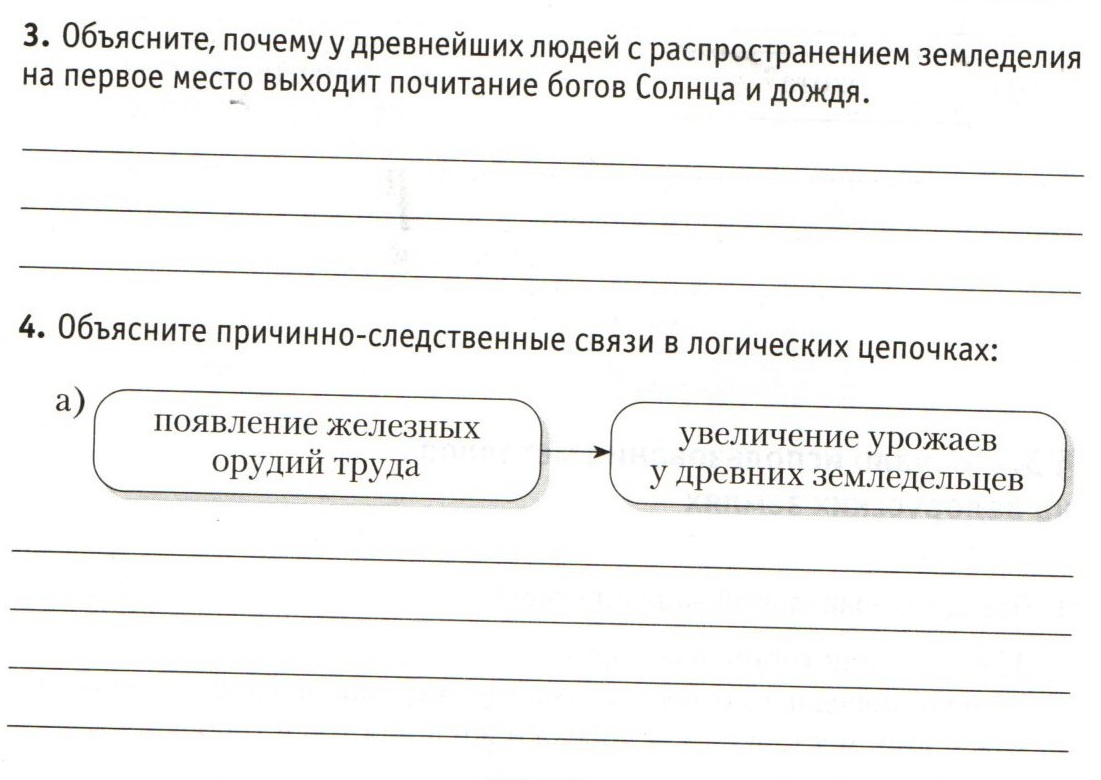 3. Объясните, почему у древнейших людей с распространением земледелия
на первое место выходит почитание богов Солнца и дождя.
4. Объясните причинно-следственные связи в логических цепочках:
а)
появление железных
орудий труда
увеличение урожаев
у древних земледельцев